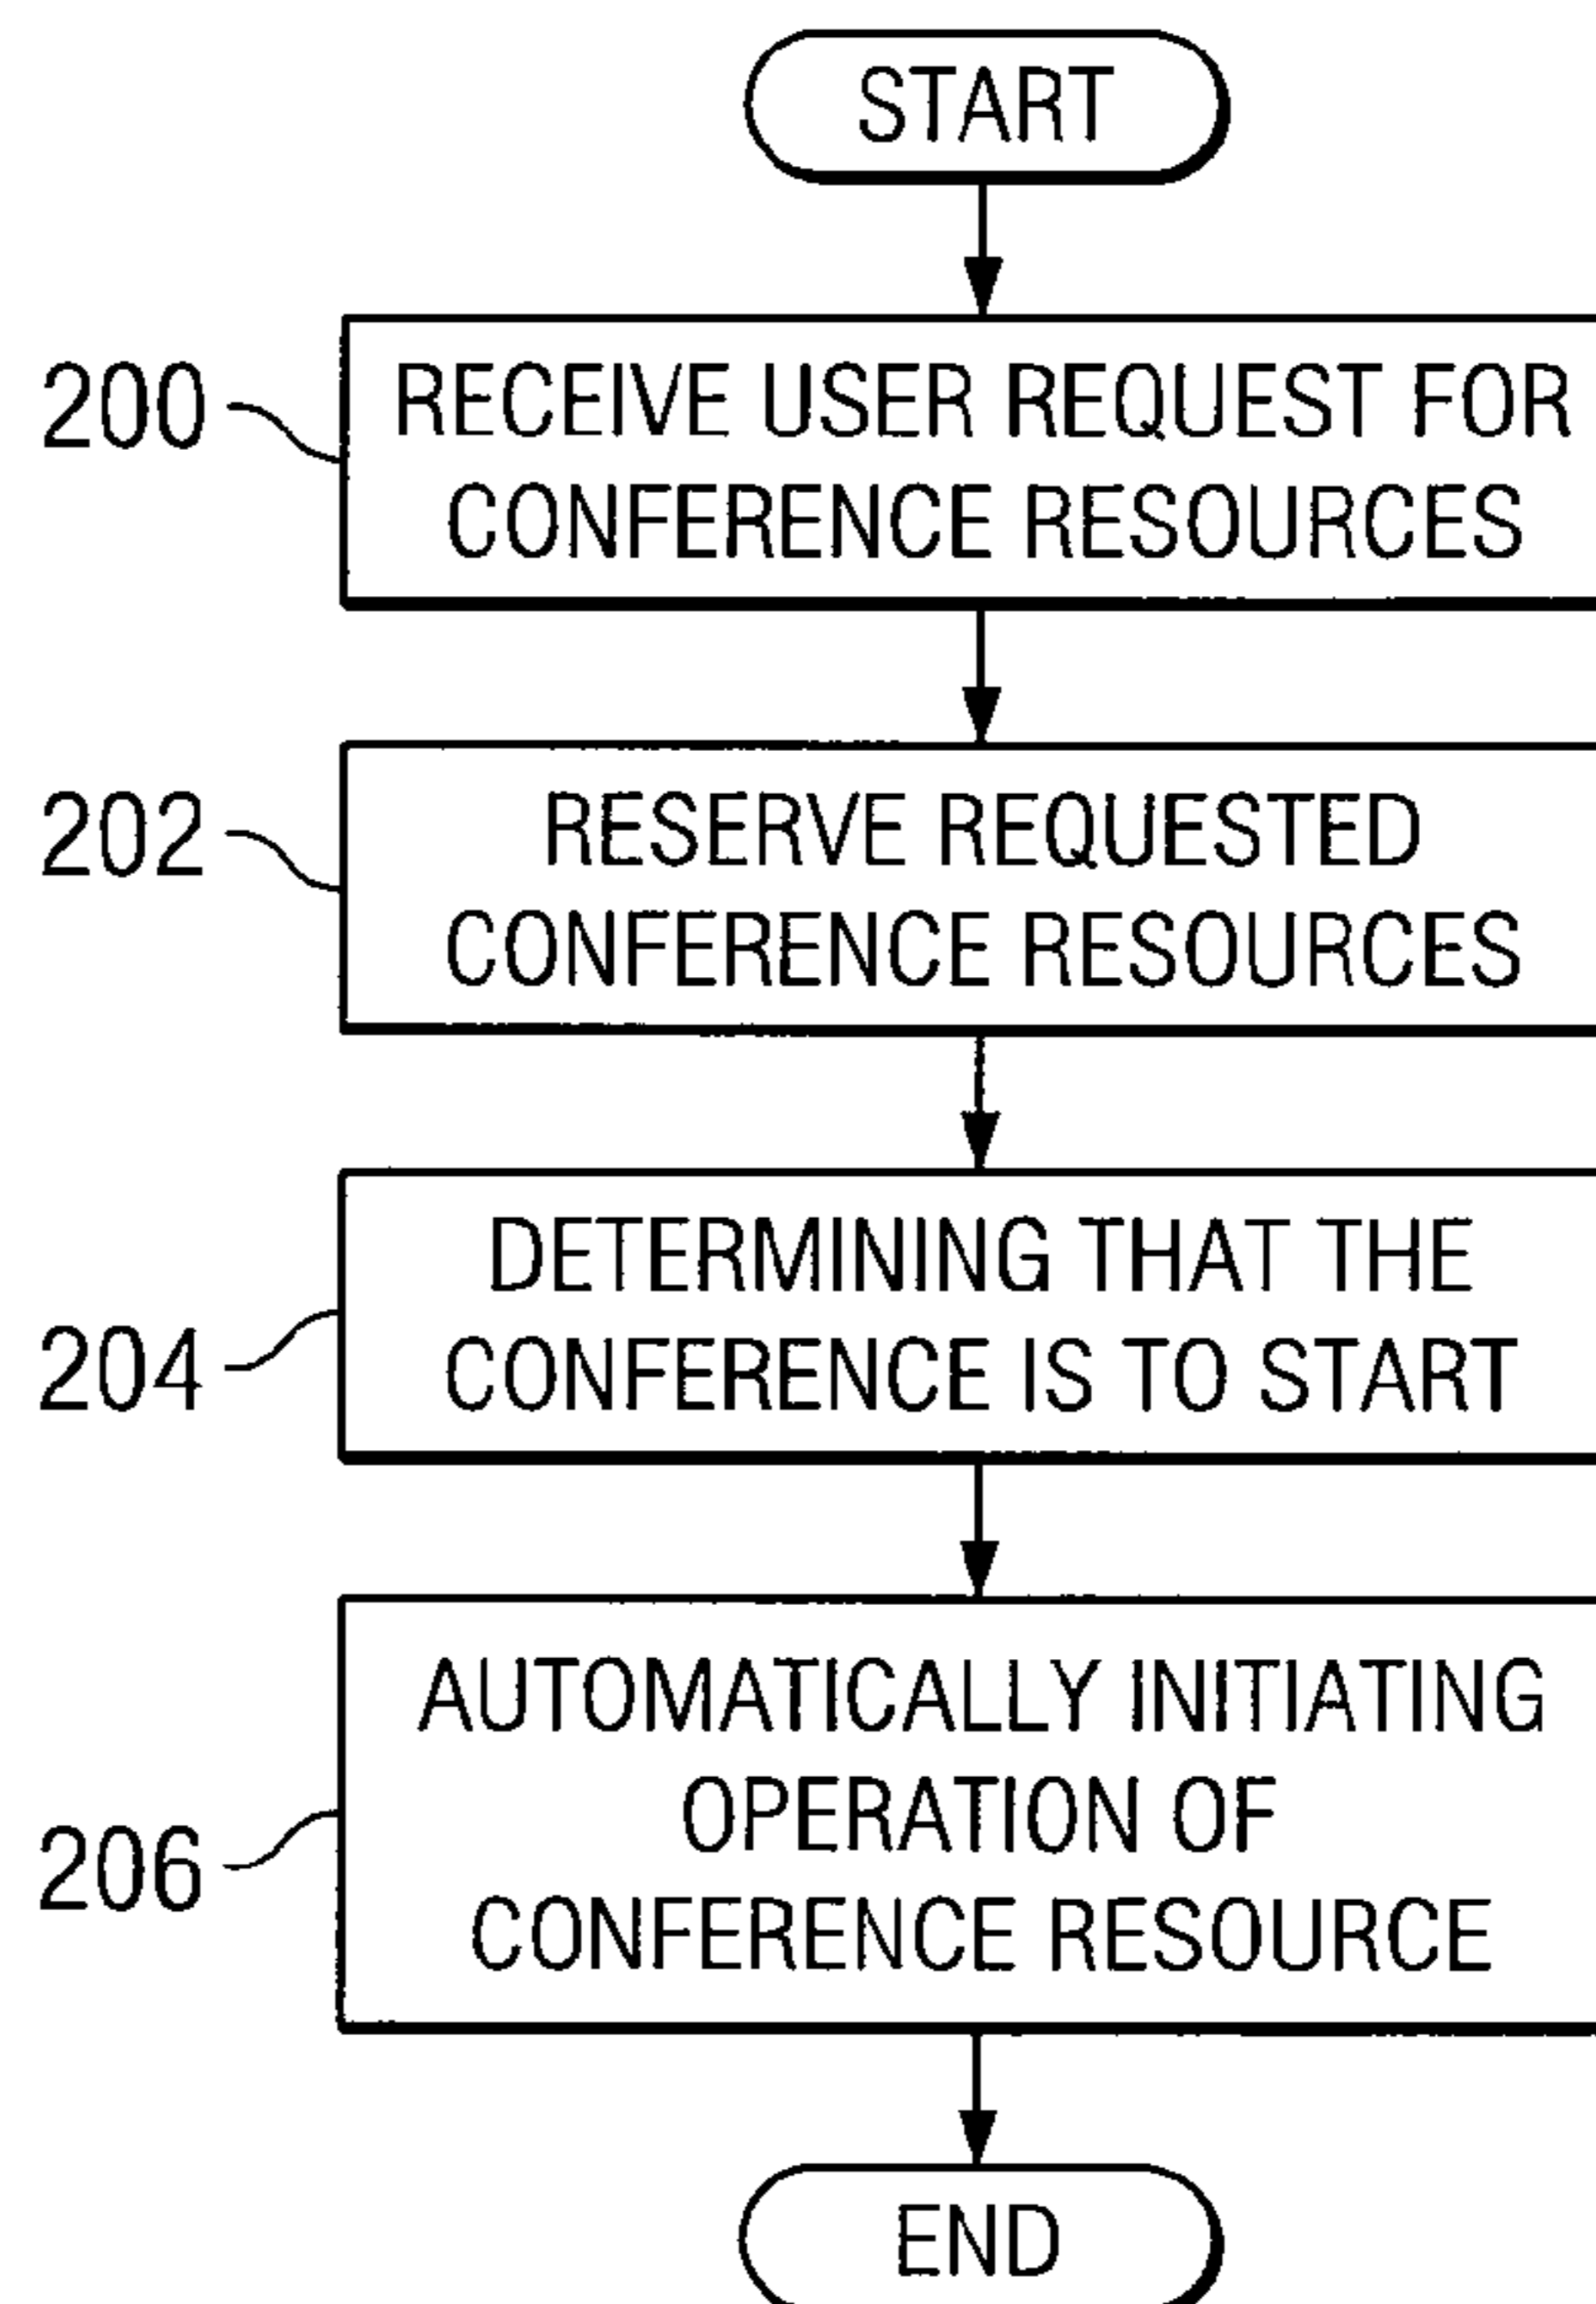 START
200
RECEIVE USER REQUEST FOR
CONFERENCE RESOURCES
202
RESERVE REQUESTED
CONFERENCE RESOURCES
204
DETERMINING THAT THE
CONFERENCE IS TO START
206
AUTOMATICALLY INITIATING
OPERATION OF
CONFERENCE RESOURCE
END